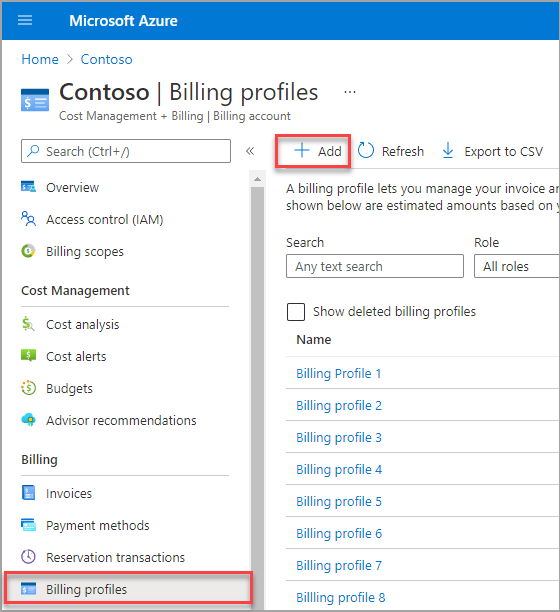 Microsoft Azure
Home > Contoso
Contoso | Billing profiles ...
Cost Management + Billing | Billing account
Search (Ctrl+/)
«
Overview
Access control (IAM)
Billing scopes
Cost Management
Cost analysis
Cost alerts
Budgets
Advisor recommendations
Billing
Invoices
Payment methods
Reservation transactions
Billing profiles
+ Add
Refresh
Export to CSV
A billing profile lets you manage your invoice an
shown below are estimated amounts based on y
Search
Role
Any text search
All roles
Show deleted billing profiles
Name
Billing Profile 1
Billing profile 2
Billing profile 3
Billing profile 4
Billing profile 5
Billing profile 6
Billing profile 7
Billling profile 8